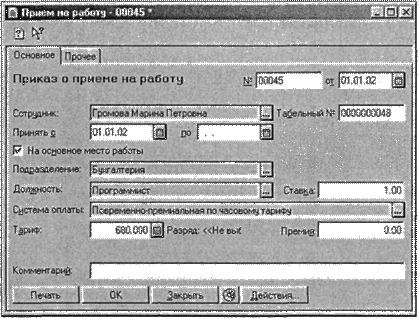 Прием на работу - 00045 *
Основное Прочее
Приказ о приеме на работу № 00045 от 01.01.02
Сотрудник: Громова Марина Петровна ... Табельный № 0000000048
Принять с 01.01.02 по . .
На основное место работы
Подразделение: Бухгалтерия ...
Должность: Программист ... Ставка: 1.00
Система оплаты: Повременно-премиальная по часовому тарифу ...
Тариф: 680.000 Разряд: <<Не выб Премия: 0.00
Комментарий:
Печать OK Закрыть Действия...